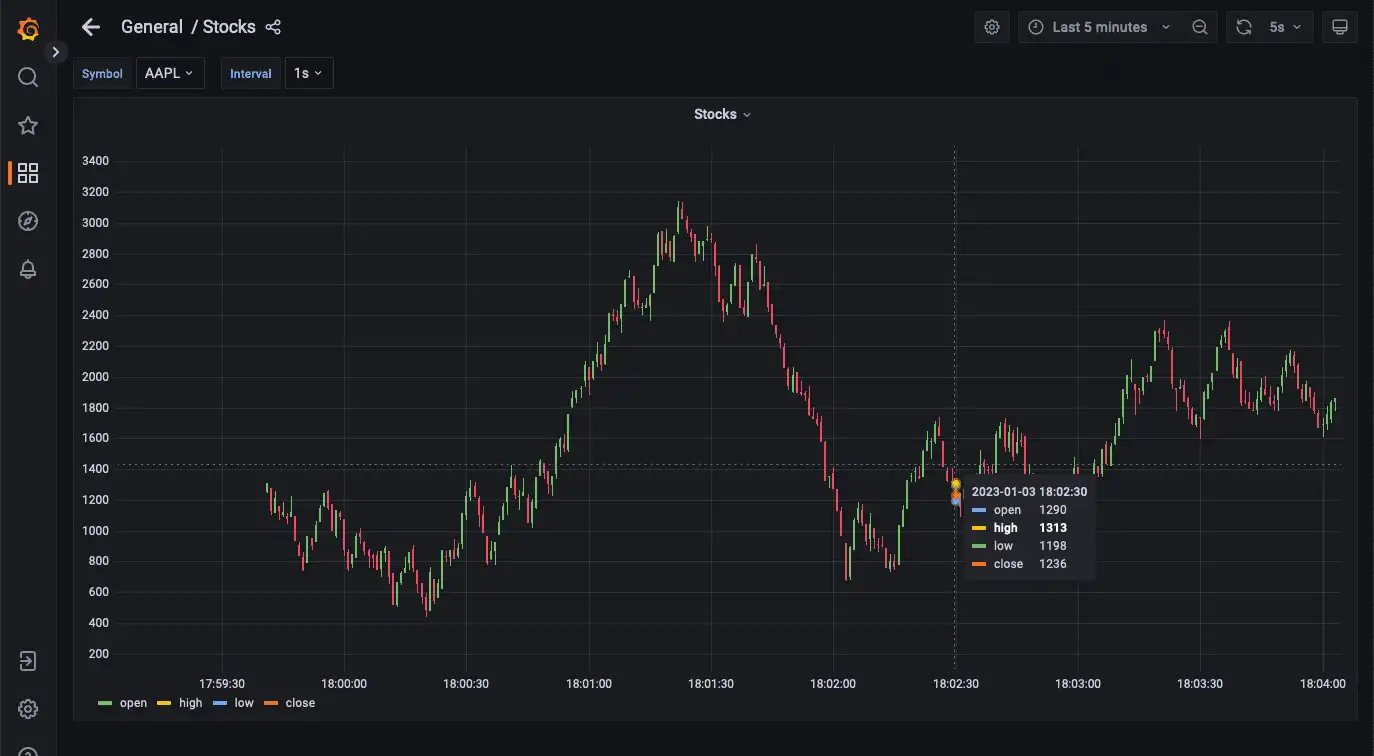 General / Stocks
Last 5 minutes
5s
Symbol AAPL Interval 1s
Stocks
3400
3200
3000
2800
2600
2400
2200
2000
1800
1600
1400
1200
1000
800
600
400
200
2023-01-03 18:02:30
open 1290
high 1313
low 1198
close 1236
17:59:30 18:00:00 18:00:30 18:01:00 18:01:30 18:02:00 18:02:30 18:03:00 18:03:30 18:04:00
open high low close